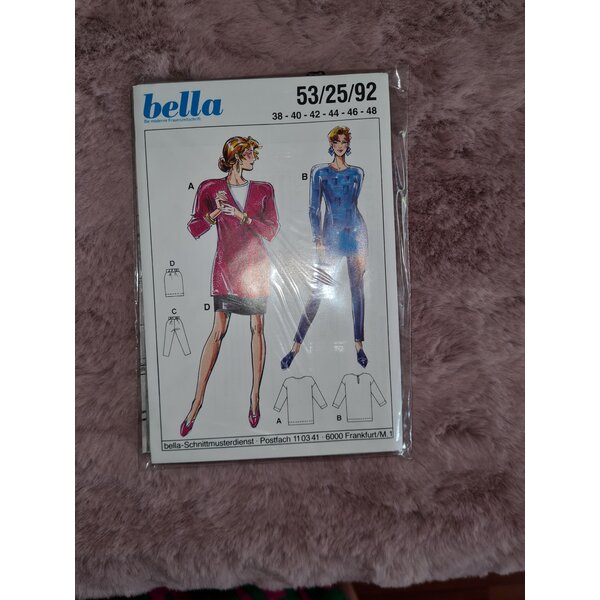 bella
Die moderne Frauenzeitschrift
53/25/92
38 - 40 - 42 - 44 - 46 - 48
A
B
D
D
C
A
B
bella-Schnittmusterdienst · Postfach 11 03 41 · 6000 Frankfurt/M. 1